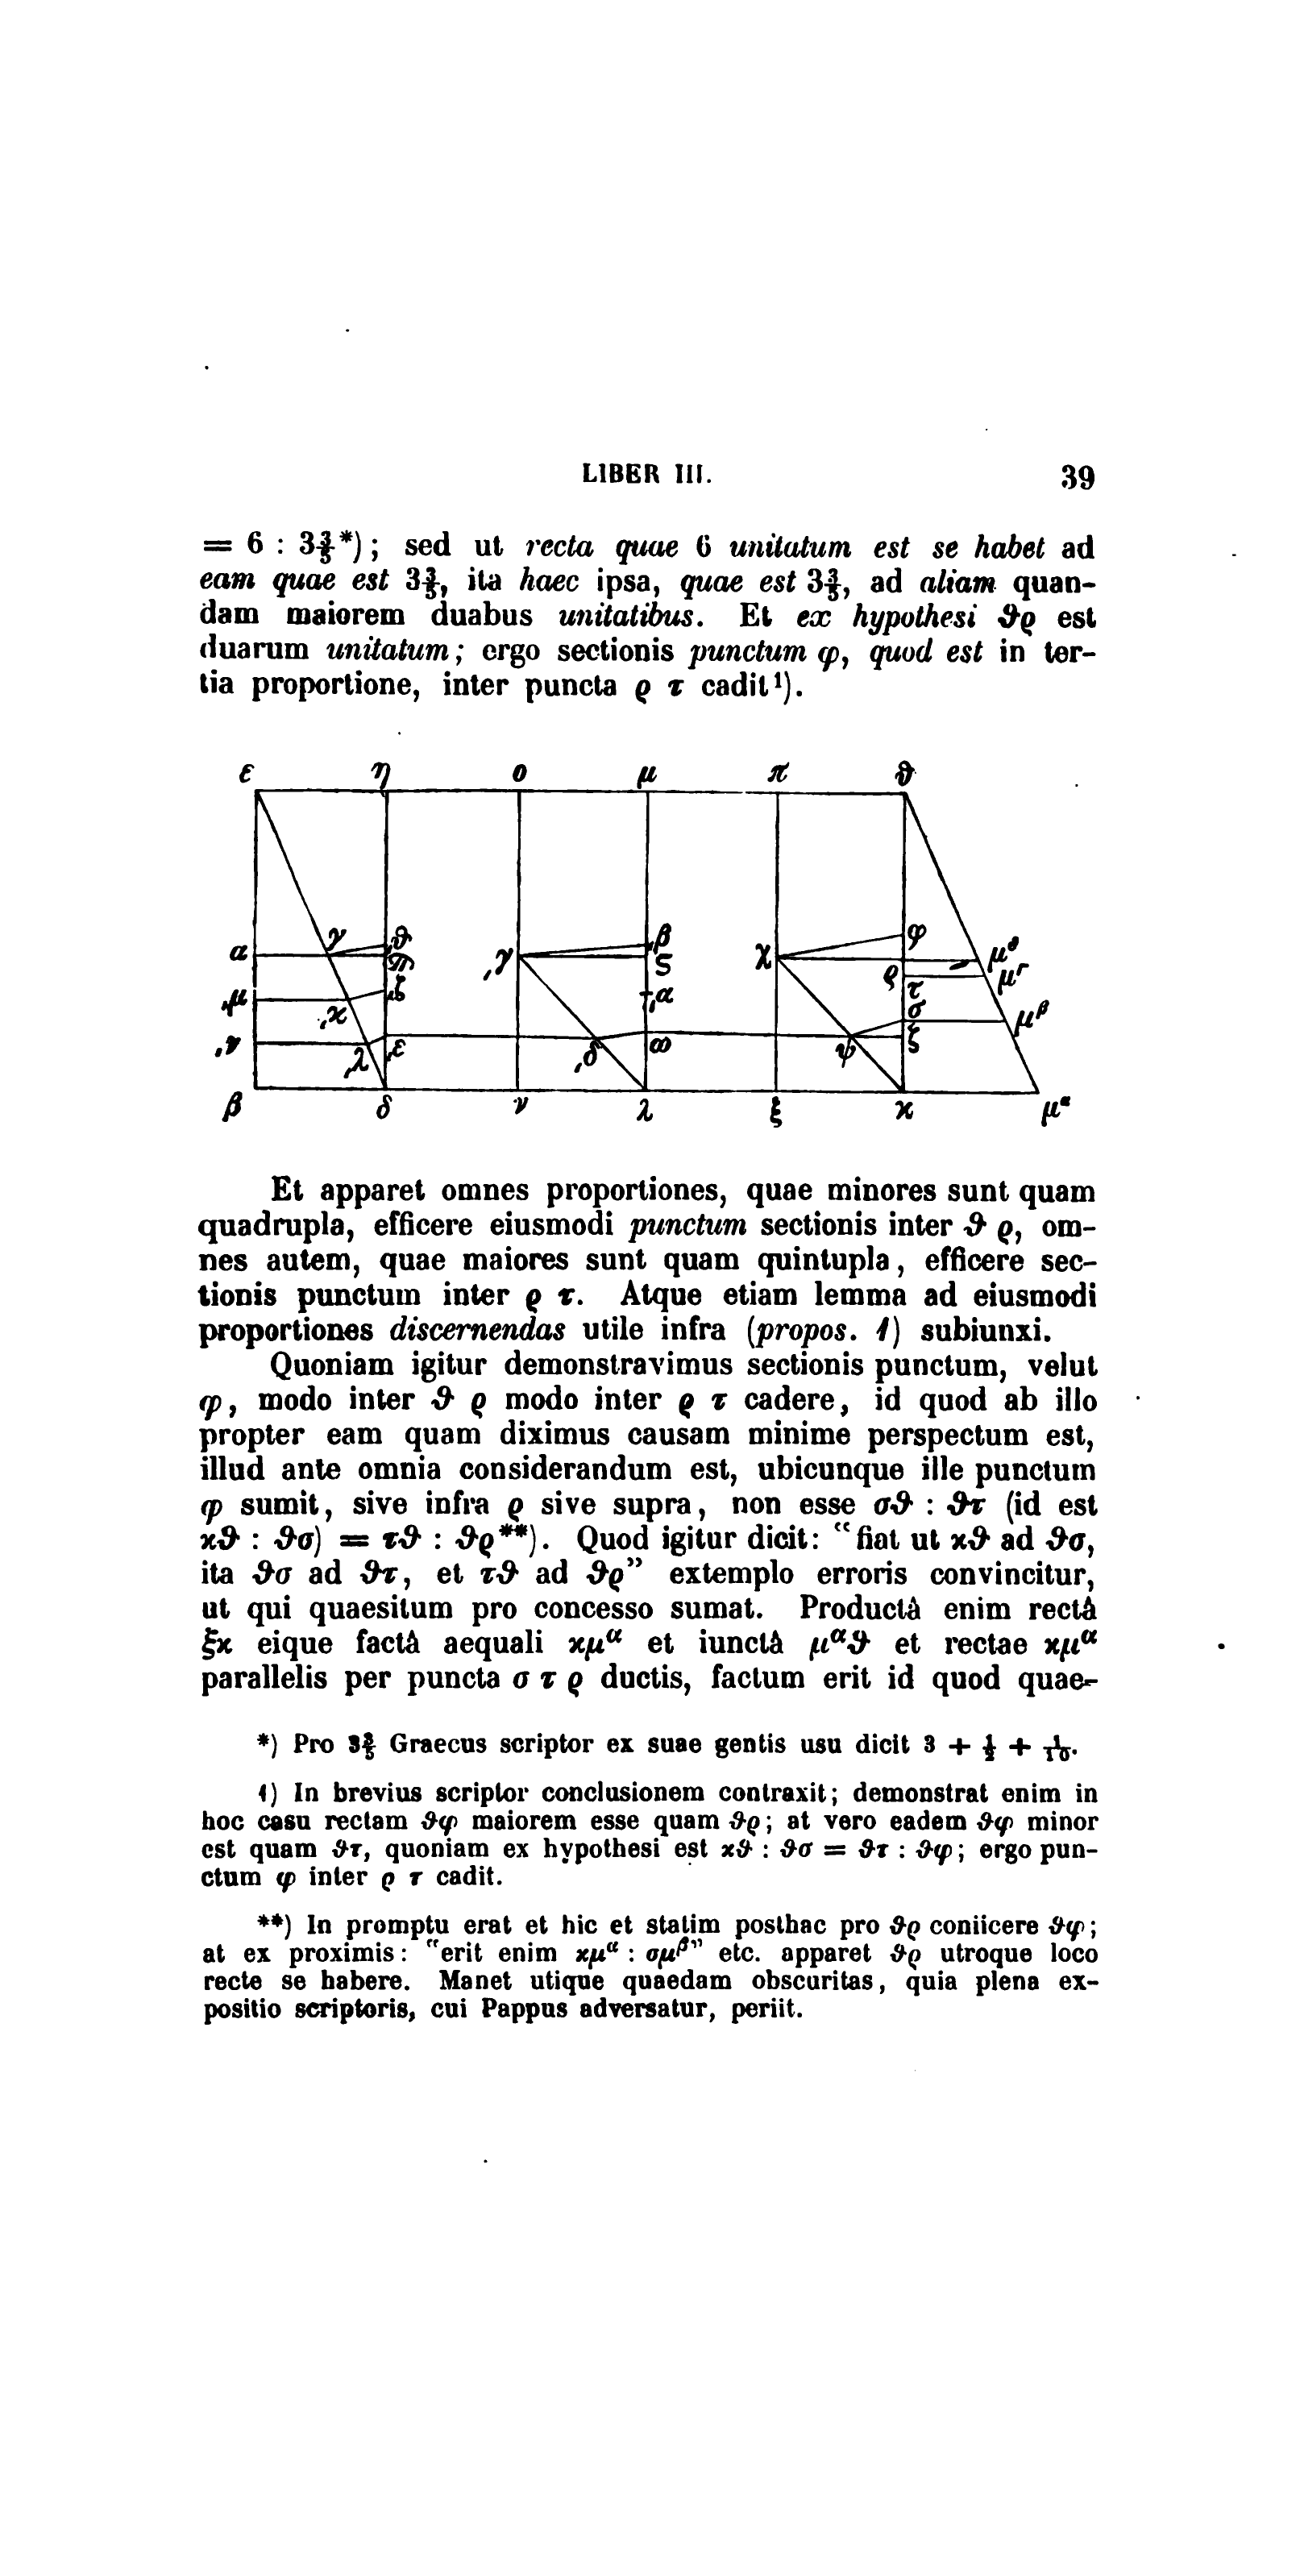 LIBER III. 39
= 6 : 3⅗*); sed ut recta quae 6 unitatum est se habet ad
eam quae est 3⅗, ita haec ipsa, quae est 3⅗, ad aliam quan-
dam maiorem duabus unitatibus. Et ex hypothesi ϑρ est
duarum unitatum; ergo sectionis punctum φ, quod est in ter-
tia proportione, inter puncta ρ τ cadit¹).
ε η ο μ π ϑ
α γ ͵ϑ ϡ ͵γ β ς χ φ μδ
͵μ ͵κ ͵ζ ͵α ρ τ μγ
͵ν λ ͵ε ͵δ ω ψ σ ζ μβ
β δ ν λ ξ κ μα
Et apparet omnes proportiones, quae minores sunt quam
quadrupla, efficere eiusmodi punctum sectionis inter ϑ ρ, om-
nes autem, quae maiores sunt quam quintupla, efficere sec-
tionis punctum inter ρ τ. Atque etiam lemma ad eiusmodi
proportiones discernendas utile infra (propos. 1) subiunxi.
Quoniam igitur demonstravimus sectionis punctum, velut
φ, modo inter ϑ ρ modo inter ρ τ cadere, id quod ab illo
propter eam quam diximus causam minime perspectum est,
illud ante omnia considerandum est, ubicunque ille punctum
φ sumit, sive infra ρ sive supra, non esse σϑ : ϑτ (id est
κϑ : ϑσ) = τϑ : ϑρ**). Quod igitur dicit: “fiat ut κϑ ad ϑσ,
ita ϑσ ad ϑτ, et τϑ ad ϑρ” extemplo erroris convincitur,
ut qui quaesitum pro concesso sumat. Productâ enim rectâ
ξκ eique factâ aequali κμα et iunctâ μαϑ et rectae κμα
parallelis per puncta σ τ ρ ductis, factum erit id quod quae-
*) Pro 3⅗ Graecus scriptor ex suae gentis usu dicit 3 + ½ + 1/10.
1) In brevius scriptor conclusionem contraxit; demonstrat enim in
hoc casu rectam ϑφ maiorem esse quam ϑρ; at vero eadem ϑφ minor
est quam ϑτ, quoniam ex hypothesi est κϑ : ϑσ = ϑτ : ϑφ; ergo pun-
ctum φ inter ρ τ cadit.
**) In promptu erat et hic et statim posthac pro ϑρ coniicere ϑφ;
at ex proximis: “erit enim κμα : σμβ” etc. apparet ϑρ utroque loco
recte se habere. Manet utique quaedam obscuritas, quia plena ex-
positio scriptoris, cui Pappus adversatur, periit.